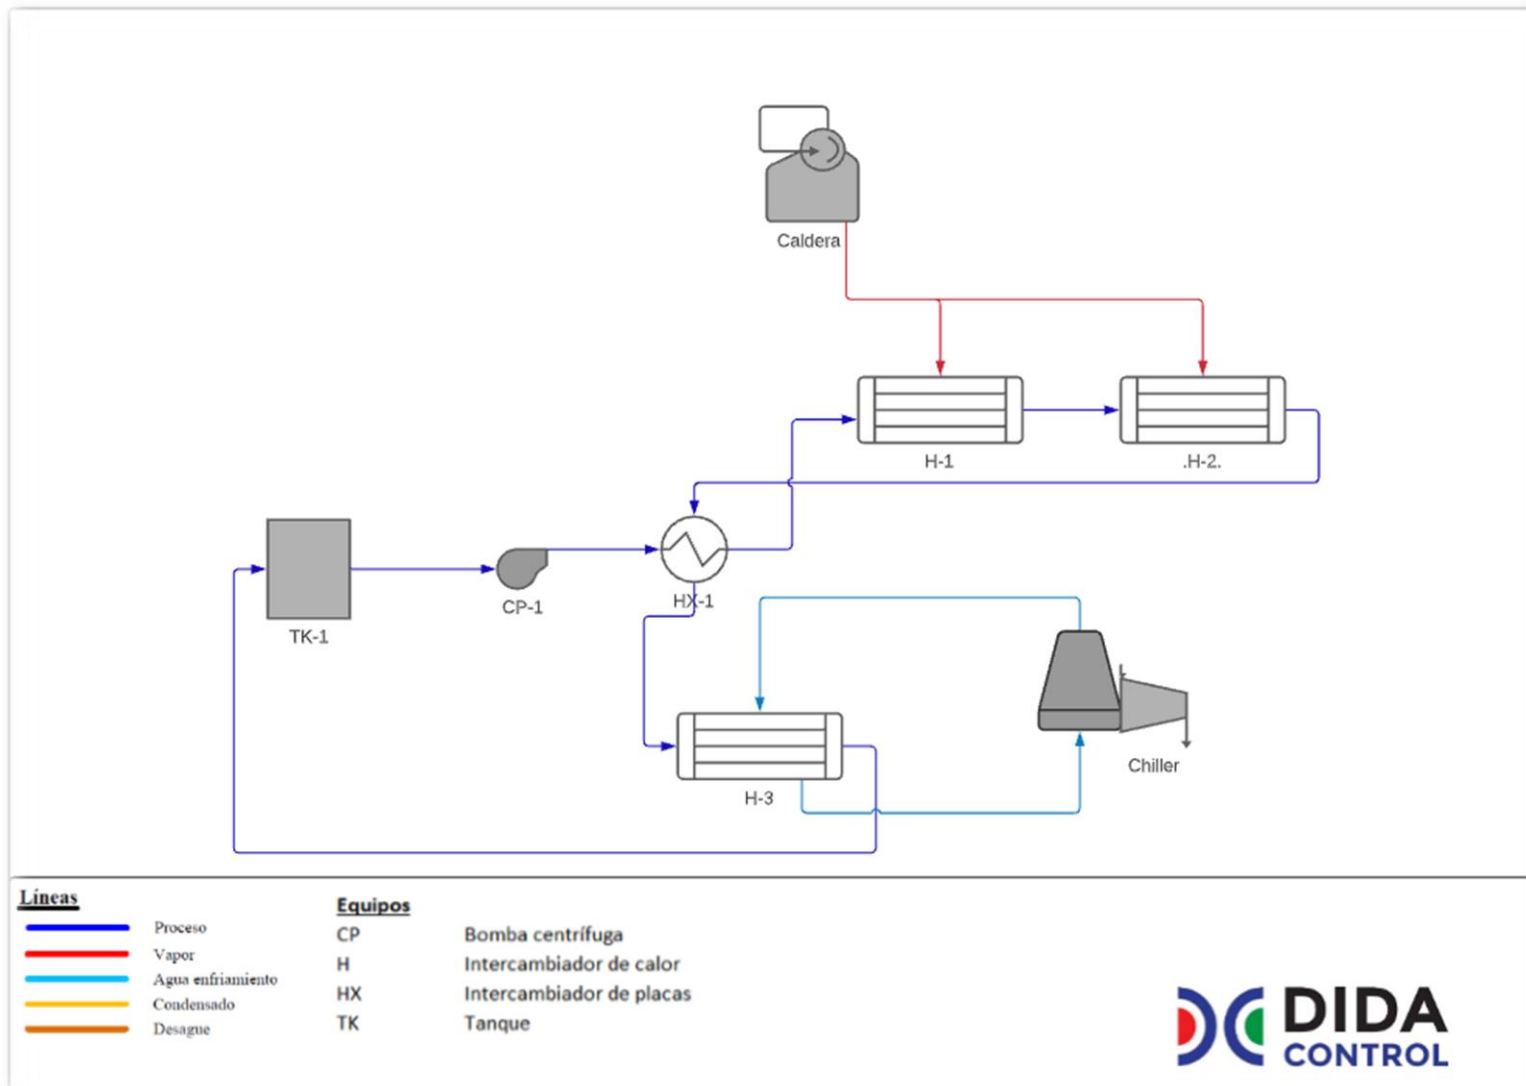 Caldera
H-1
.H-2.
TK-1
CP-1
HX-1
H-3
Chiller
Líneas
Proceso
Vapor
Agua enfriamiento
Condensado
Desague
Equipos
CP Bomba centrífuga
H Intercambiador de calor
HX Intercambiador de placas
TK Tanque
DIDA
CONTROL